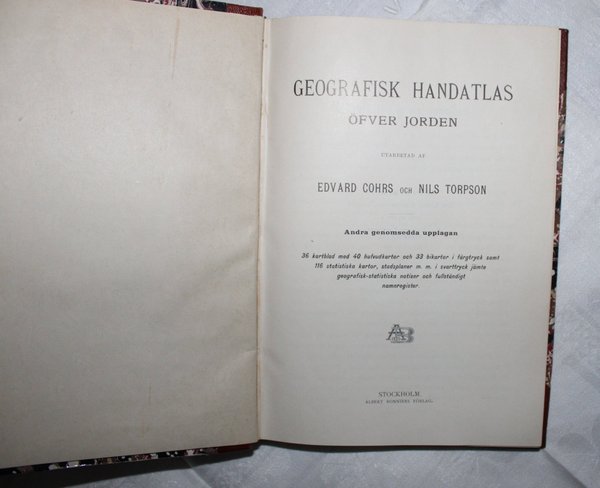 GEOGRAFISK HANDATLAS
ÖFVER JORDEN
UTARBETAD AF
EDVARD COHRS OCH NILS TORPSON
Andra genomsedda upplagan
36 kartblad med 40 hufvudkartor och 33 bikartor i färgtryck samt
116 statistiska kartor, stadsplaner m. m. i svarttryck jämte
geografisk-statistiska notiser och fullständigt
namnregister.
STOCKHOLM.
ALBERT BONNIERS FÖRLAG.